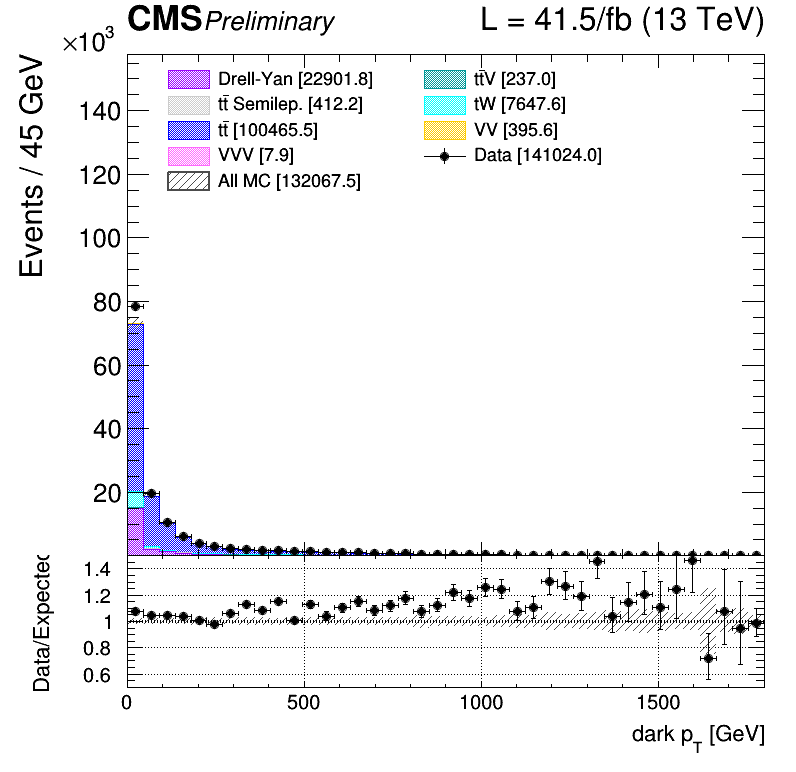 CMS Preliminary L = 41.5/fb (13 TeV)
×10³
Events / 45 GeV
Drell-Yan [22901.8]
tt̄ Semilep. [412.2]
tt̄ [100465.5]
VVV [7.9]
All MC [132067.5]
tt̄V [237.0]
tW [7647.6]
VV [395.6]
Data [141024.0]
140
120
100
80
60
40
20
Data/Expected
1.4
1.2
1
0.8
0.6
0 500 1000 1500
dark p_T [GeV]